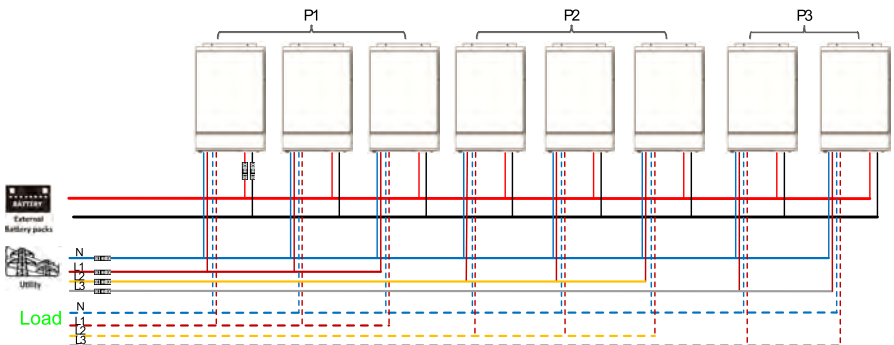 P1 P2 P3
BATTERY
External
Battery packs
Utility
N
L1
L2
L3
Load
N
L1
L2
L3